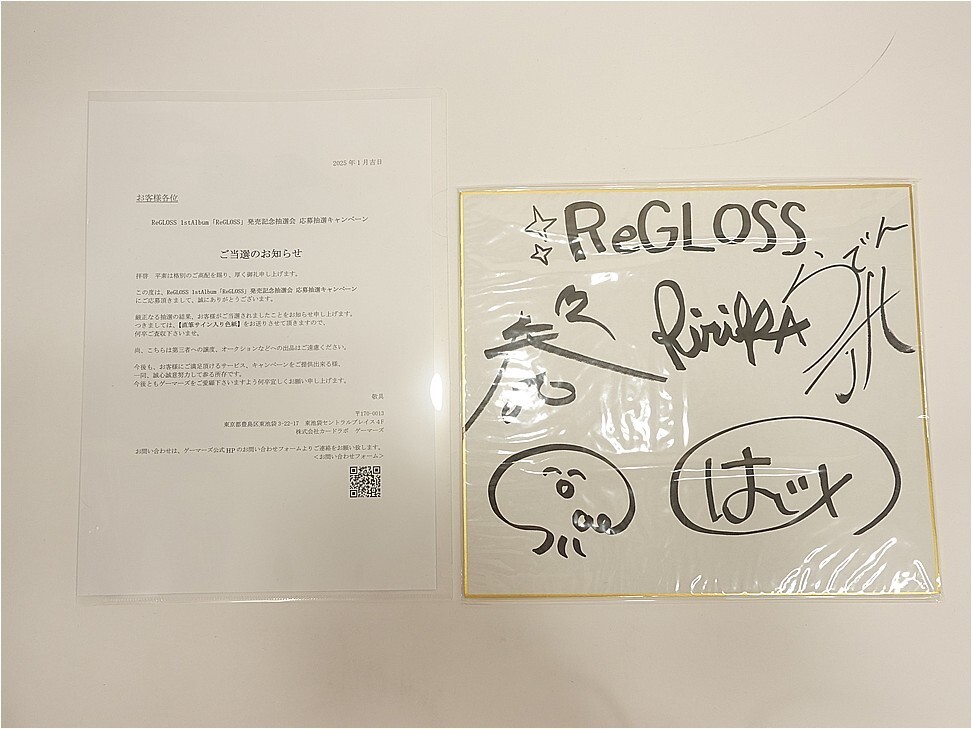 2025年1月吉日
お客様各位
ReGLOSS 1stAlbum「ReGLOSS」発売記念抽選会 応募抽選キャンペーン
ご当選のお知らせ
拝啓 平素は格別のご高配を賜り、厚く御礼申し上げます。
この度は、ReGLOSS 1stAlbum「ReGLOSS」発売記念抽選会 応募抽選キャンペーン
にご応募頂きまして、誠にありがとうございます。
厳正なる抽選の結果、お客様がご当選されましたことをお知らせ申し上げます。
つきましては、【直筆サイン入り色紙】をお送りさせて頂きますので、
何卒ご査収下さいませ。
尚、こちらは第三者への譲渡、オークションなどへの出品はご遠慮ください。
今後も、お客様にご満足頂けるサービス、キャンペーンをご提供出来る様、
一同、誠心誠意努力して参る所存です。
今後ともゲーマーズをご愛顧下さいますよう何卒宜しくお願い申し上げます。
敬具
〒170-0013
東京都豊島区東池袋3-22-17 東池袋セントラルプレイス4F
株式会社カードラボ ゲーマーズ
お問い合わせは、ゲーマーズ公式HPのお問い合わせフォームよりご連絡をお願い致します。
<お問い合わせフォーム>
ReGLOSS
RiriKA
らでん
はじめ